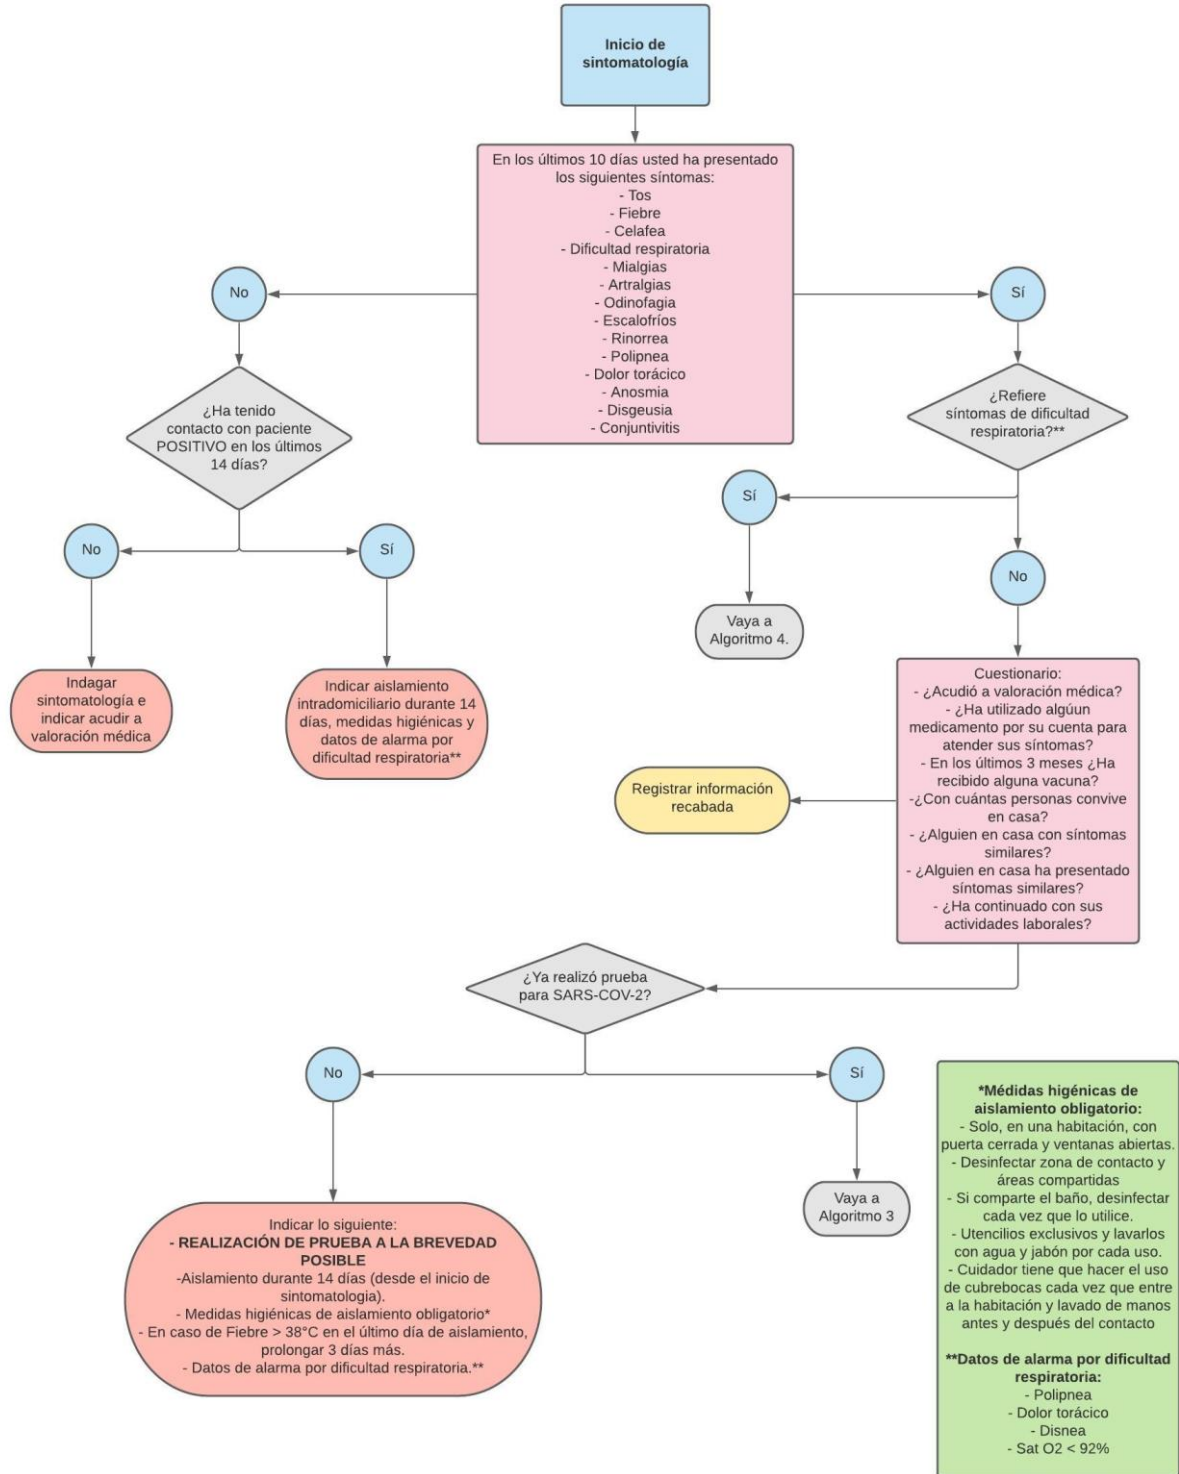 Inicio de
sintomatología
En los últimos 10 días usted ha presentado
los siguientes síntomas:
- Tos
- Fiebre
- Celafea
- Dificultad respiratoria
- Mialgias
- Artralgias
- Odinofagia
- Escalofríos
- Rinorrea
- Polipnea
- Dolor torácico
- Anosmia
- Disgeusia
- Conjuntivitis
No
Sí
¿Ha tenido
contacto con paciente
POSITIVO en los últimos
14 días?
¿Refiere
síntomas de dificultad
respiratoria?**
No
Sí
Sí
No
Indagar
sintomatología e
indicar acudir a
valoración médica
Indicar aislamiento
intradomiciliario durante 14
días, medidas higiénicas y
datos de alarma por
dificultad respiratoria**
Vaya a
Algoritmo 4.
Cuestionario:
- ¿Acudió a valoración médica?
- ¿Ha utilizado algúun
medicamento por su cuenta para
atender sus síntomas?
- En los últimos 3 meses ¿Ha
recibido alguna vacuna?
-¿Con cuántas personas convive
en casa?
- ¿Alguien en casa con síntomas
similares?
- ¿Alguien en casa ha presentado
síntomas similares?
- ¿Ha continuado con sus
actividades laborales?
Registrar información
recabada
¿Ya realizó prueba
para SARS-COV-2?
No
Sí
Indicar lo siguiente:
- REALIZACIÓN DE PRUEBA A LA BREVEDAD
POSIBLE
-Aislamiento durante 14 días (desde el inicio de
sintomatologia).
- Medidas higiénicas de aislamiento obligatorio*
- En caso de Fiebre > 38°C en el último día de aislamiento,
prolongar 3 días más.
- Datos de alarma por dificultad respiratoria.**
Vaya a
Algoritmo 3
*Médidas higénicas de
aislamiento obligatorio:
- Solo, en una habitación, con
puerta cerrada y ventanas abiertas.
- Desinfectar zona de contacto y
áreas compartidas
- Si comparte el baño, desinfectar
cada vez que lo utilice.
- Utencilios exclusivos y lavarlos
con agua y jabón por cada uso.
- Cuidador tiene que hacer el uso
de cubrebocas cada vez que entre
a la habitación y lavado de manos
antes y después del contacto
**Datos de alarma por dificultad
respiratoria:
- Polipnea
- Dolor torácico
- Disnea
- Sat O2 < 92%